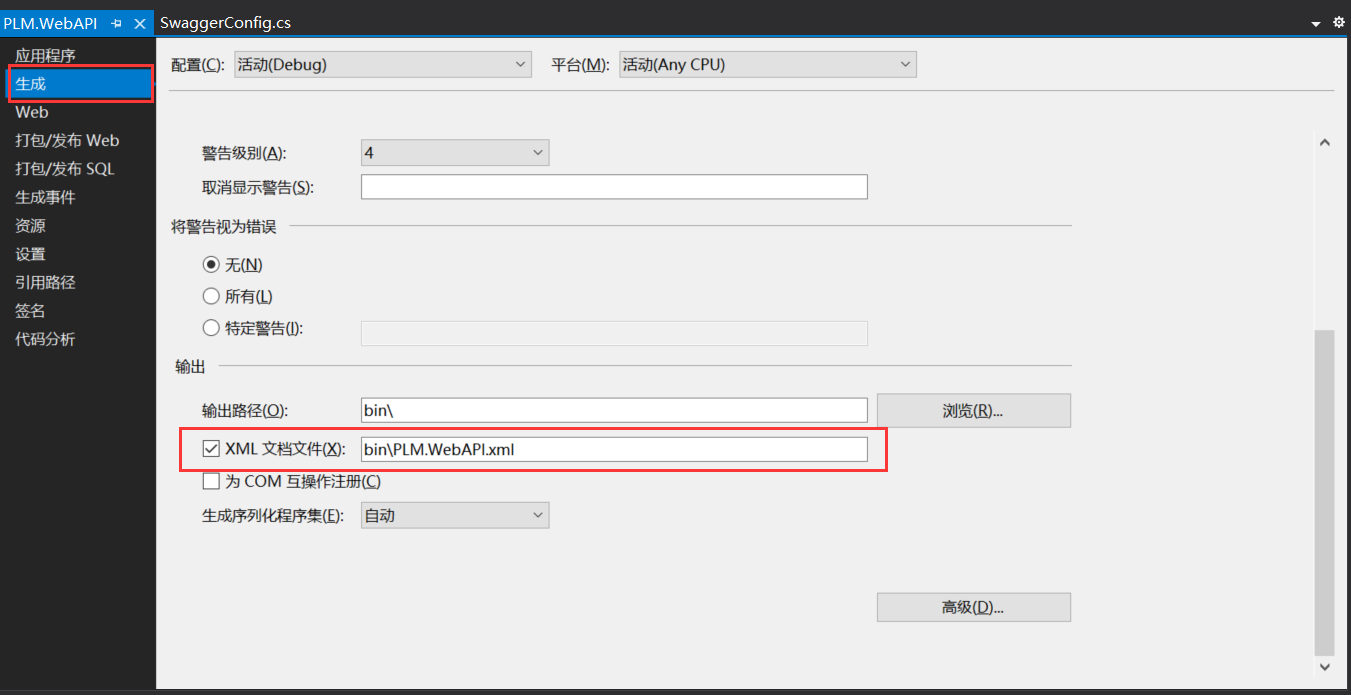 PLM.WebAPI SwaggerConfig.cs
应用程序
生成
Web
打包/发布 Web
打包/发布 SQL
生成事件
资源
设置
引用路径
签名
代码分析
配置(C): 活动(Debug) 平台(M): 活动(Any CPU)
警告级别(A): 4
取消显示警告(S):
将警告视为错误
无(N)
所有(L)
特定警告(I):
输出
输出路径(O): bin\ 浏览(R)...
XML 文档文件(X): bin\PLM.WebAPI.xml
为 COM 互操作注册(C)
生成序列化程序集(E): 自动
高级(D)...